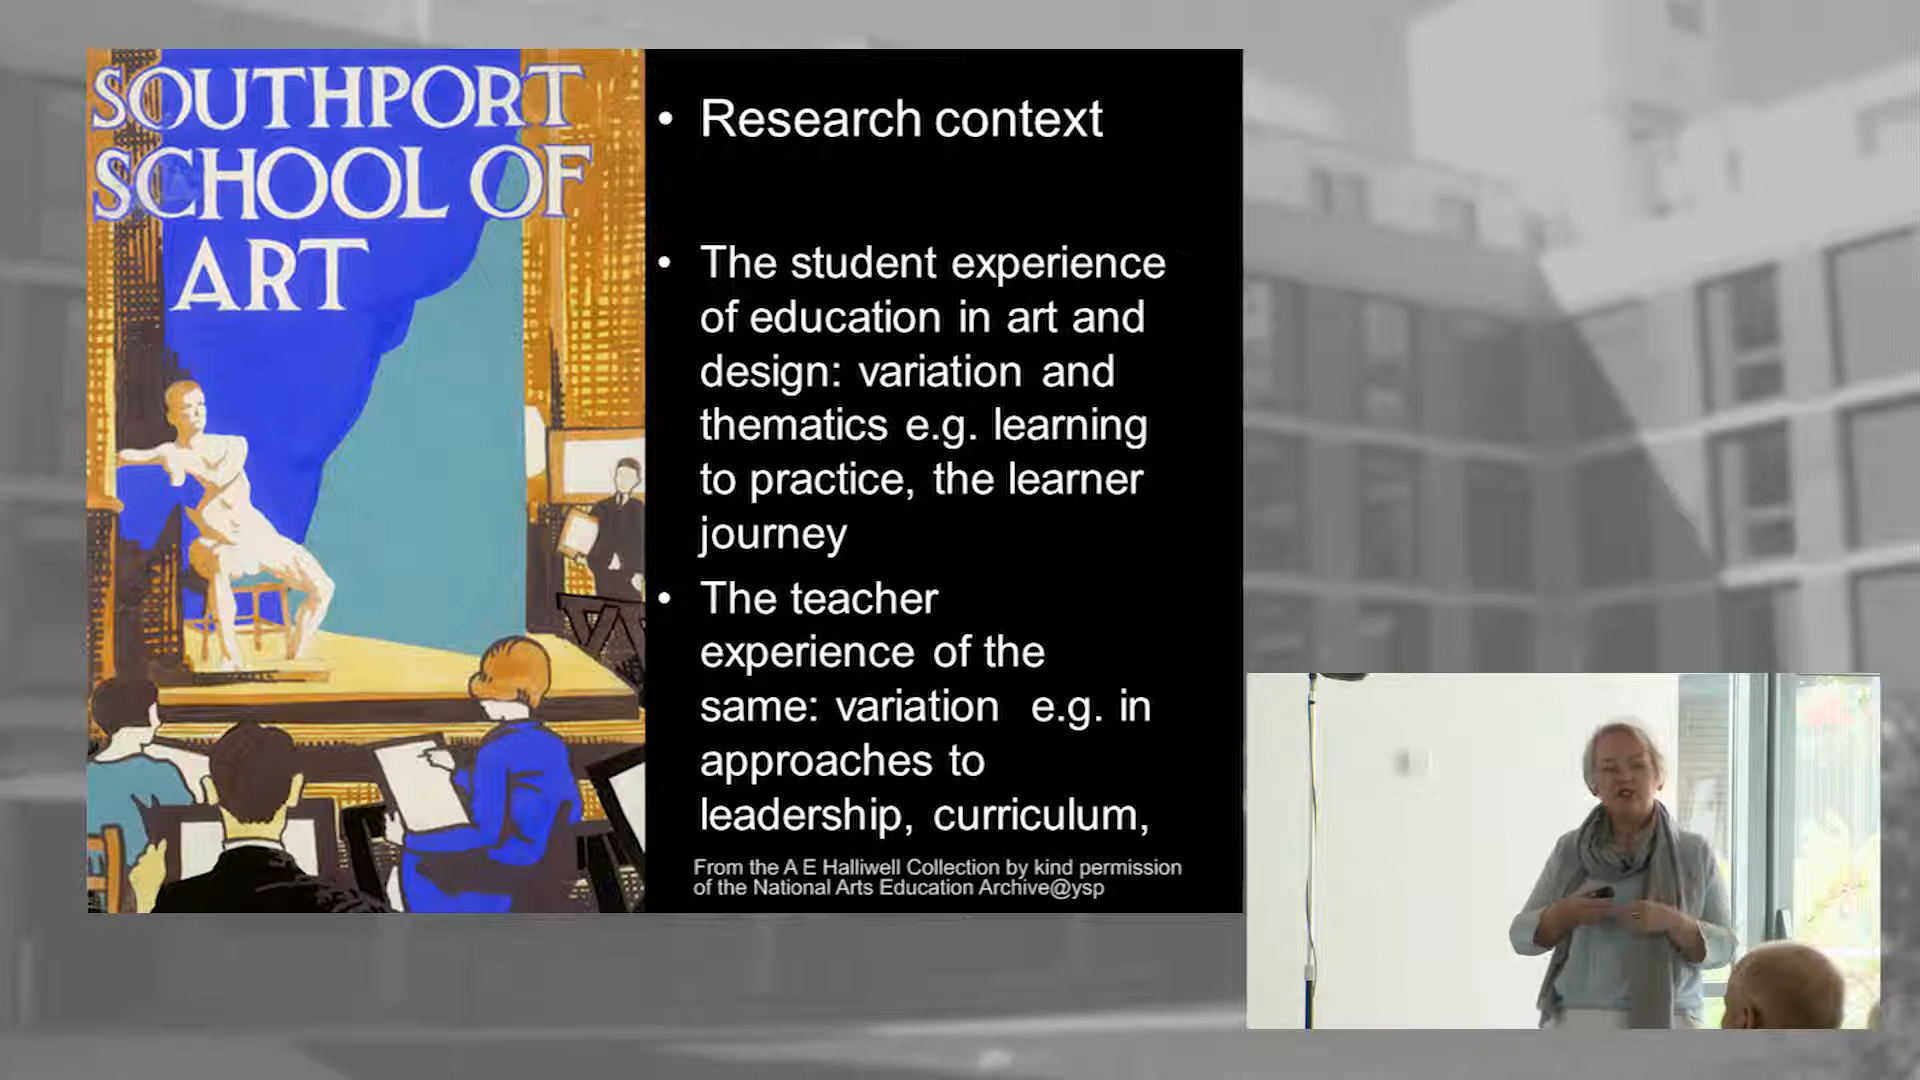 SOUTHPORT
SCHOOL OF
ART
• Research context
• The student experience
of education in art and
design: variation and
thematics e.g. learning
to practice, the learner
journey
• The teacher
experience of the
same: variation e.g. in
approaches to
leadership, curriculum,
From the A E Halliwell Collection by kind permission
of the National Arts Education Archive@ysp